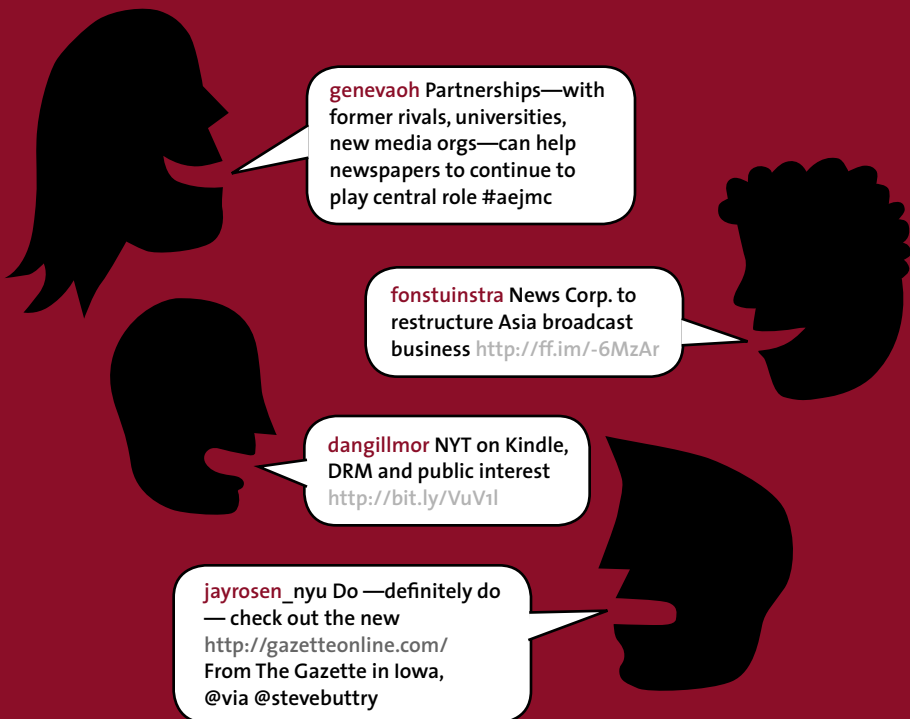 genevaoh Partnerships—with
former rivals, universities,
new media orgs—can help
newspapers to continue to
play central role #aejmc
fonstuinstra News Corp. to
restructure Asia broadcast
business http://ff.im/-6MzAr
dangillmor NYT on Kindle,
DRM and public interest
http://bit.ly/VuV1l
jayrosen_nyu Do —definitely do
— check out the new
http://gazetteonline.com/
From The Gazette in Iowa,
@via @stevebuttry